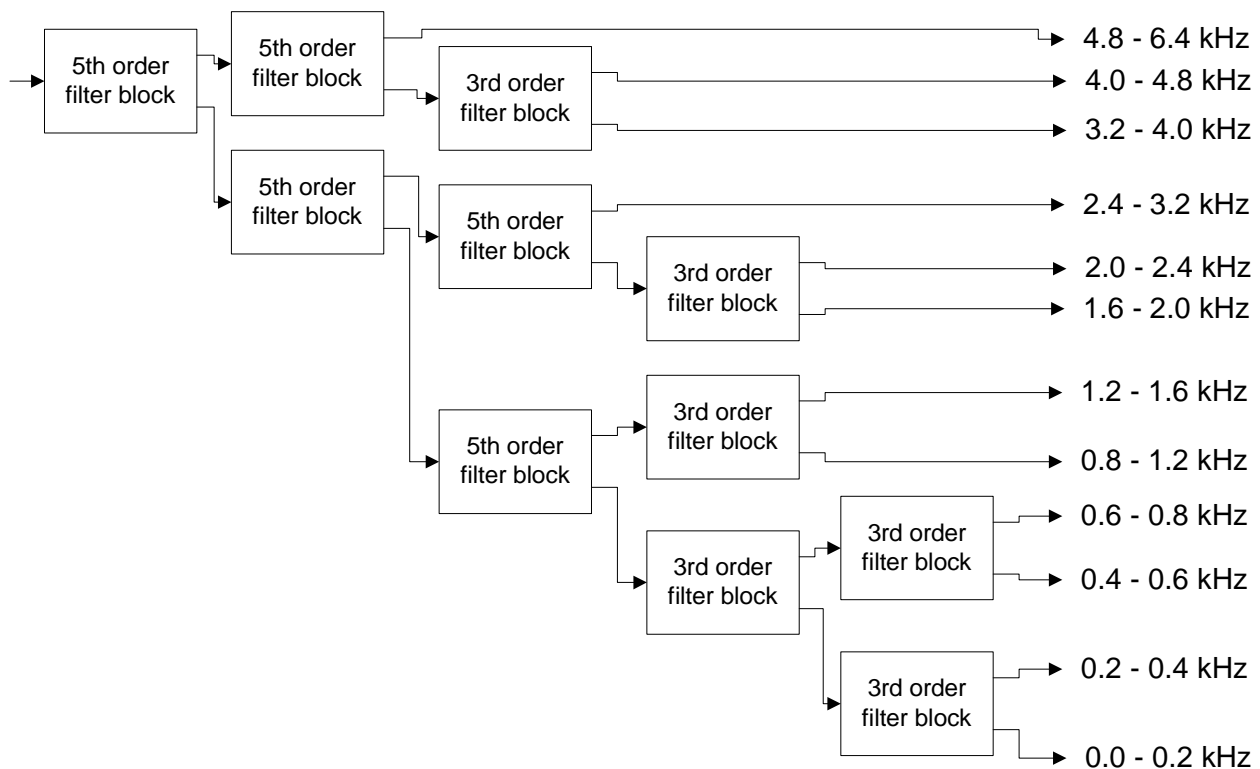 5th order
filter block
5th order
filter block
3rd order
filter block
5th order
filter block
5th order
filter block
3rd order
filter block
5th order
filter block
3rd order
filter block
3rd order
filter block
3rd order
filter block
3rd order
filter block
4.8 - 6.4 kHz
4.0 - 4.8 kHz
3.2 - 4.0 kHz
2.4 - 3.2 kHz
2.0 - 2.4 kHz
1.6 - 2.0 kHz
1.2 - 1.6 kHz
0.8 - 1.2 kHz
0.6 - 0.8 kHz
0.4 - 0.6 kHz
0.2 - 0.4 kHz
0.0 - 0.2 kHz